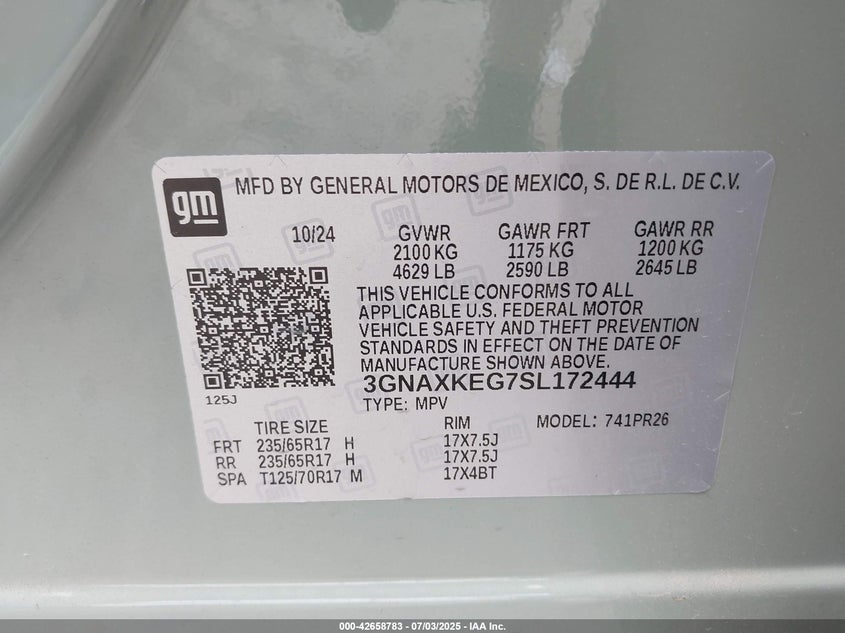 gm
MFD BY GENERAL MOTORS DE MEXICO, S. DE R.L. DE C.V.
10/24 GVWR GAWR FRT GAWR RR
2100 KG 1175 KG 1200 KG
4629 LB 2590 LB 2645 LB
THIS VEHICLE CONFORMS TO ALL
APPLICABLE U.S. FEDERAL MOTOR
VEHICLE SAFETY AND THEFT PREVENTION
STANDARDS IN EFFECT ON THE DATE OF
MANUFACTURE SHOWN ABOVE.
3GNAXKEG7SL172444
125J
TYPE: MPV
TIRE SIZE RIM MODEL: 741PR26
FRT 235/65R17 H 17X7.5J
RR 235/65R17 H 17X7.5J
SPA T125/70R17 M 17X4BT
000-42658783 - 07/03/2025 - IAA Inc.